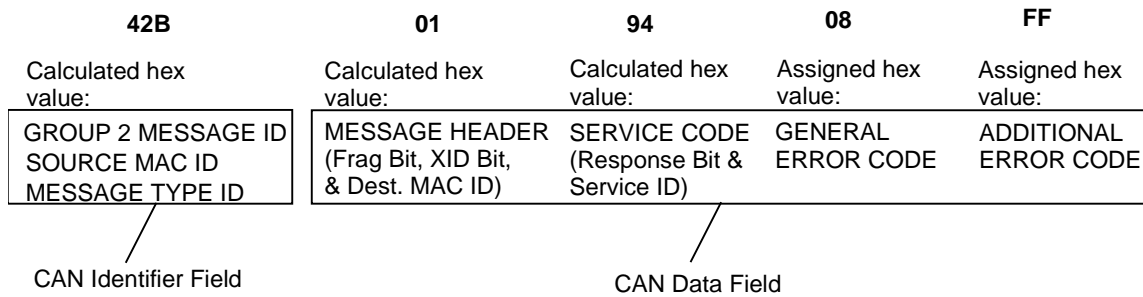 42B 01 94 08 FF
Calculated hex value: Calculated hex value: Calculated hex value: Assigned hex value: Assigned hex value:
GROUP 2 MESSAGE ID
SOURCE MAC ID
MESSAGE TYPE ID
MESSAGE HEADER
(Frag Bit, XID Bit,
& Dest. MAC ID)
SERVICE CODE
(Response Bit &
Service ID)
GENERAL
ERROR CODE
ADDITIONAL
ERROR CODE
CAN Identifier Field
CAN Data Field